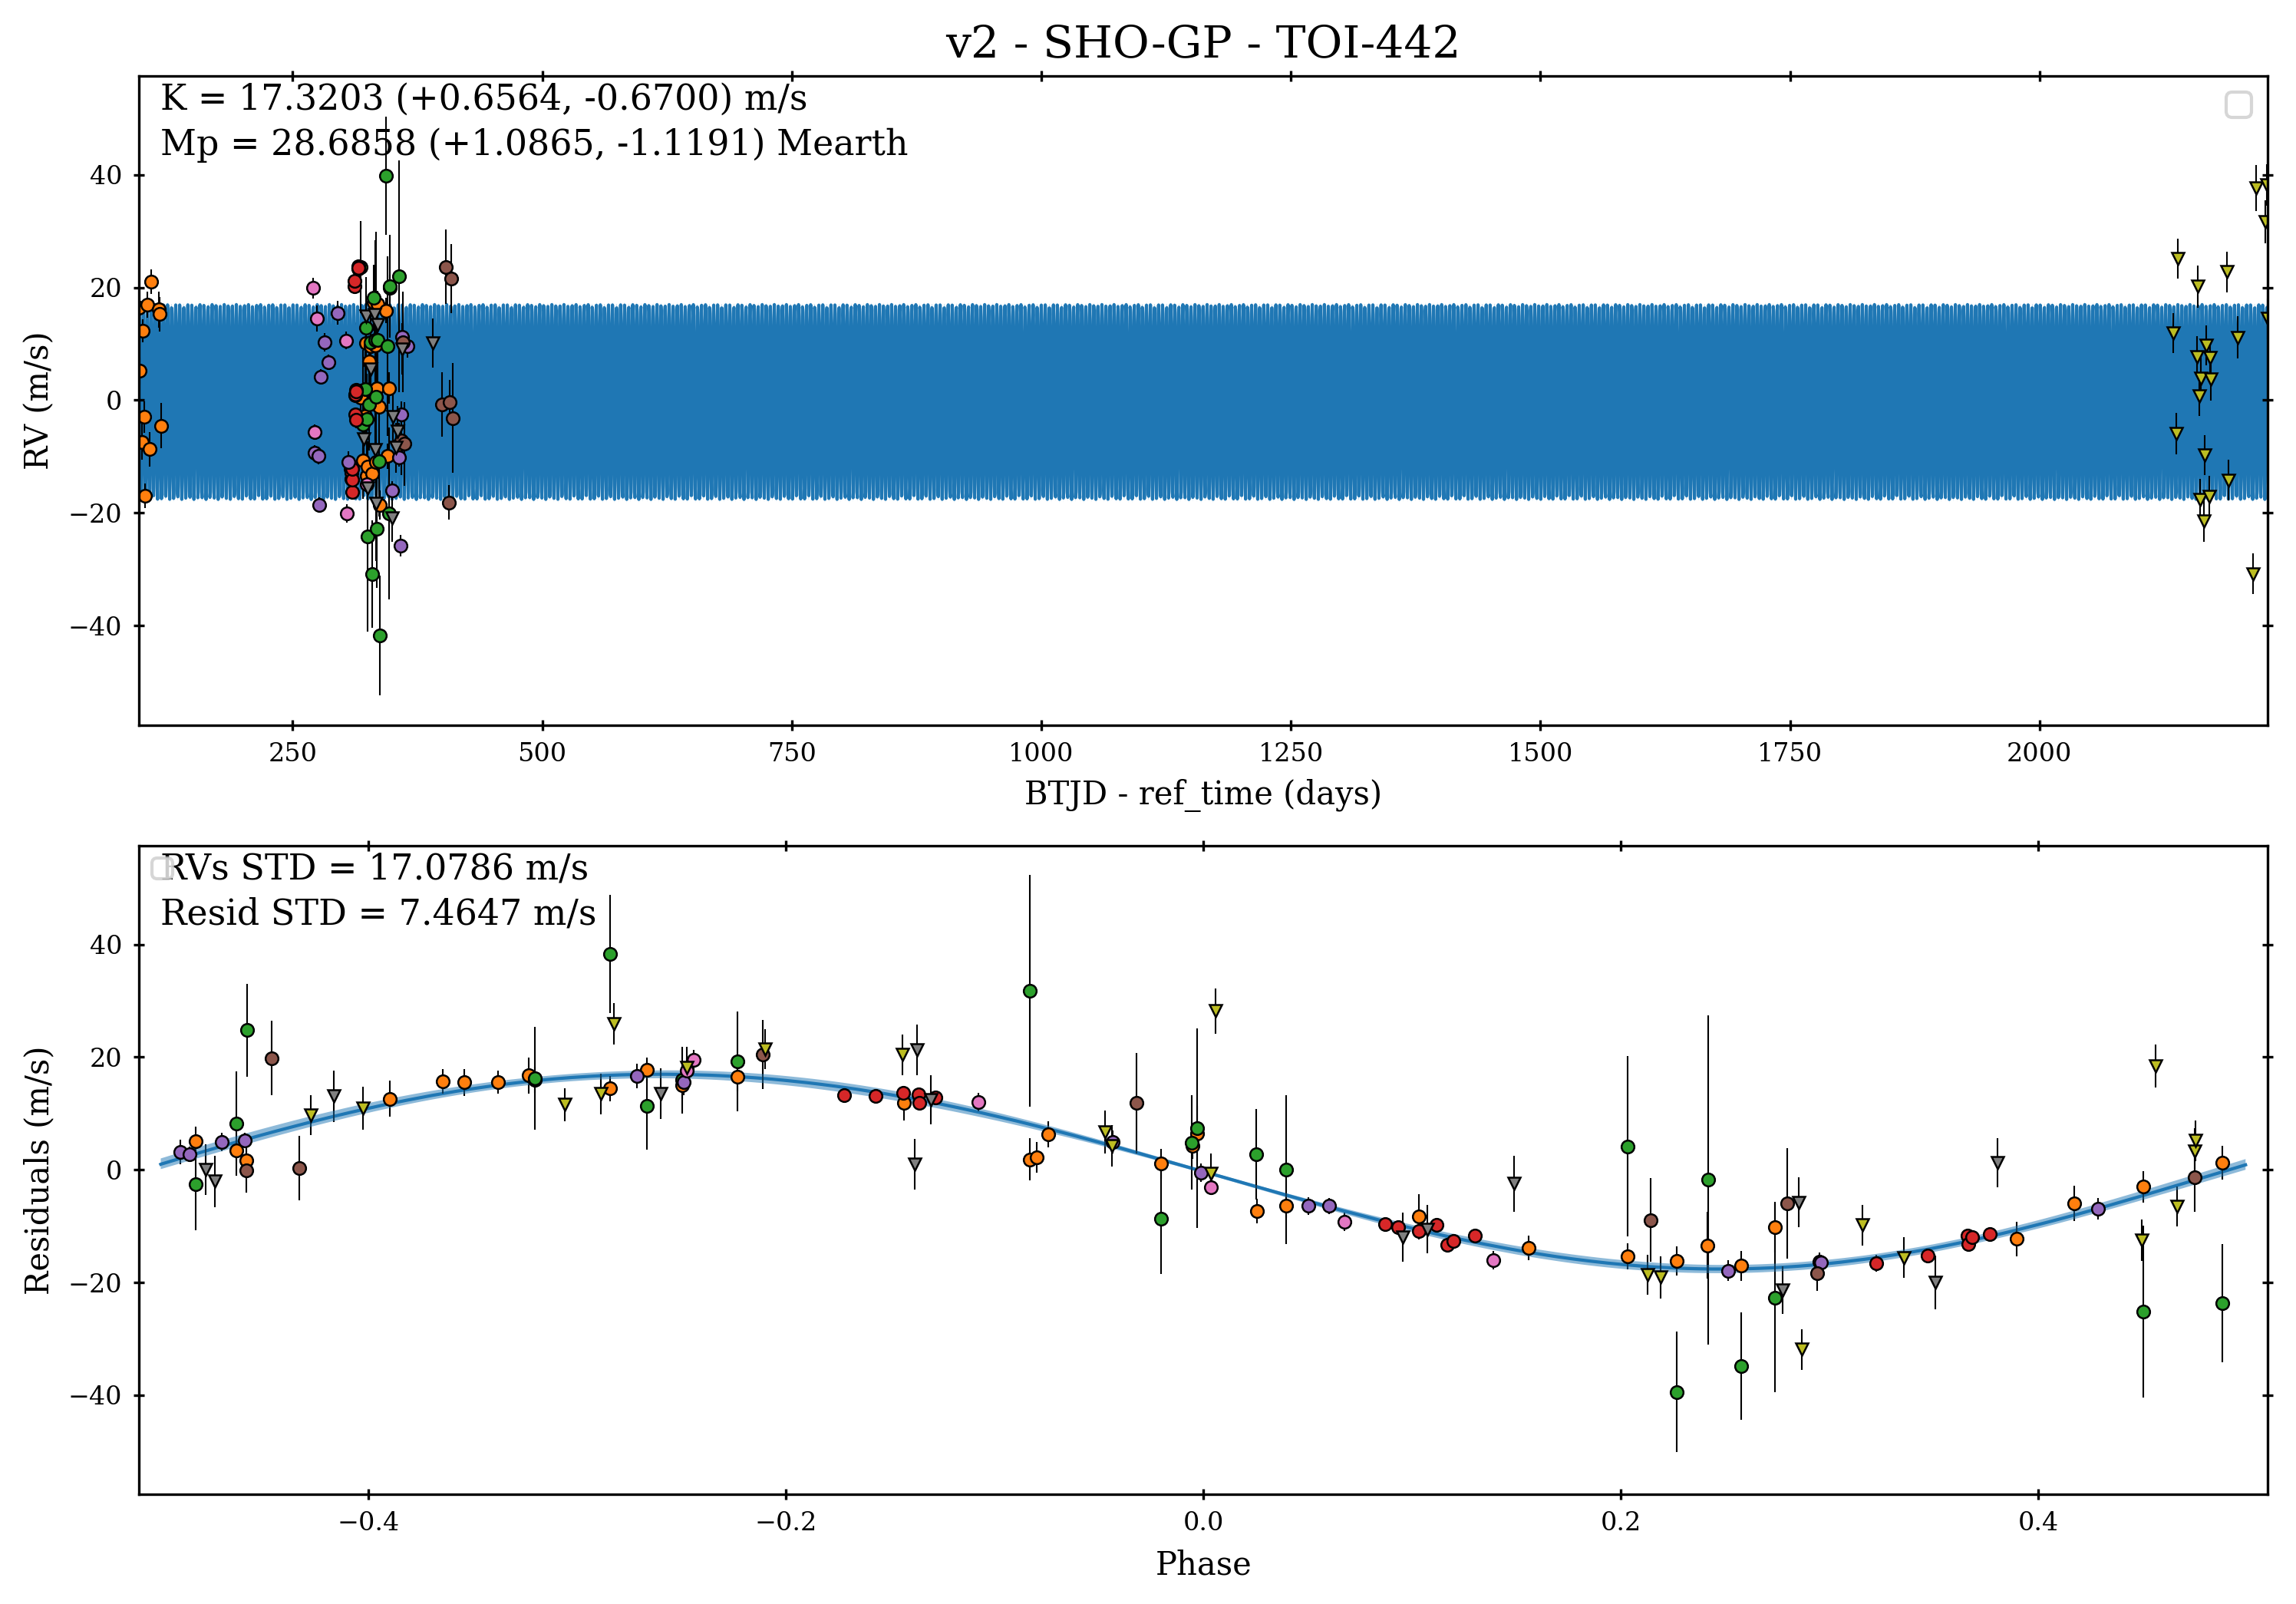 v2 - SHO-GP - TOI-442
K = 17.3203 (+0.6564, -0.6700) m/s
Mp = 28.6858 (+1.0865, -1.1191) Mearth
40
20
0
−20
−40
RV (m/s)
250 500 750 1000 1250 1500 1750 2000
BTJD - ref_time (days)
RVs STD = 17.0786 m/s
Resid STD = 7.4647 m/s
40
20
0
−20
−40
Residuals (m/s)
−0.4 −0.2 0.0 0.2 0.4
Phase